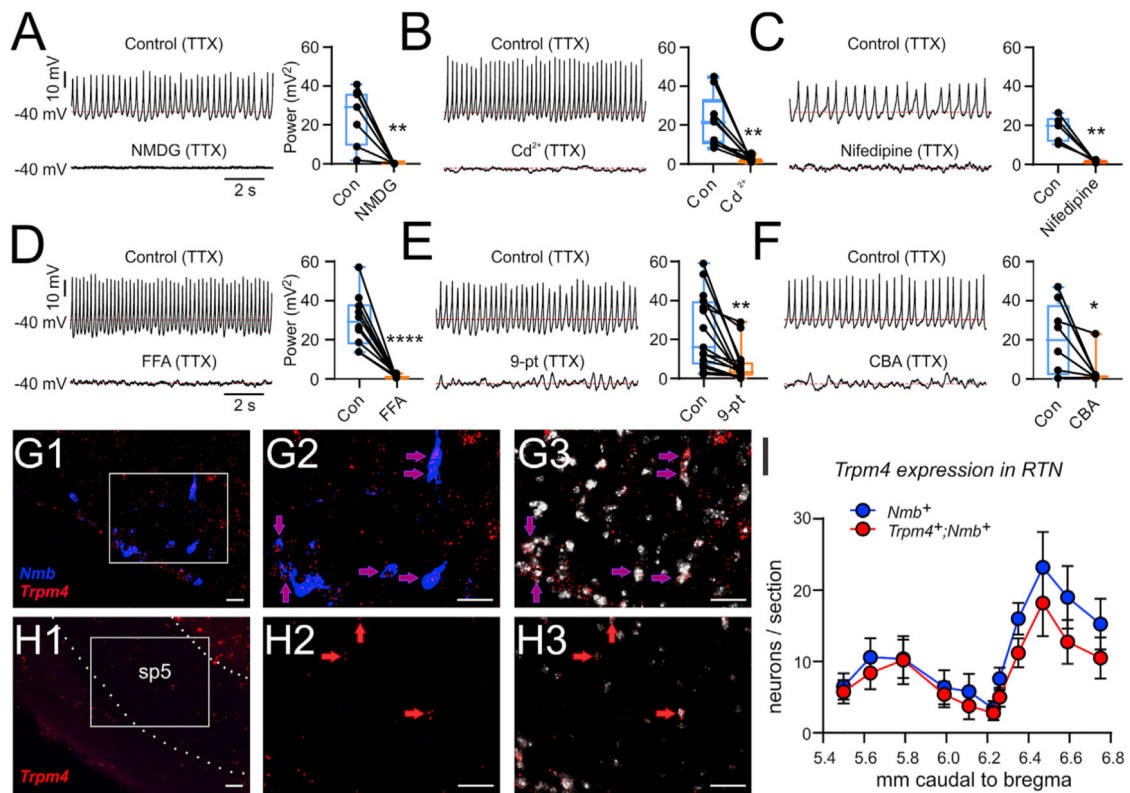 A
Control (TTX)
10 mV
-40 mV
NMDG (TTX)
-40 mV
2 s
Power (mV²)
60
40
20
0
**
Con
NMDG
B
Control (TTX)
Cd²⁺ (TTX)
60
40
20
0
**
Con
Cd²⁺
C
Control (TTX)
Nifedipine (TTX)
60
40
20
0
**
Con
Nifedipine
D
Control (TTX)
10 mV
-40 mV
FFA (TTX)
-40 mV
2 s
Power (mV²)
60
40
20
0
****
Con
FFA
E
Control (TTX)
9-pt (TTX)
60
40
20
0
**
Con
9-pt
F
Control (TTX)
CBA (TTX)
60
40
20
0
*
Con
CBA
G1
Nmb
Trpm4
G2
G3
H1
sp5
Trpm4
H2
H3
I
Trpm4 expression in RTN
Nmb⁺
Trpm4⁺;Nmb⁺
neurons / section
30
20
10
0
5.4 5.6 5.8 6.0 6.2 6.4 6.6 6.8
mm caudal to bregma